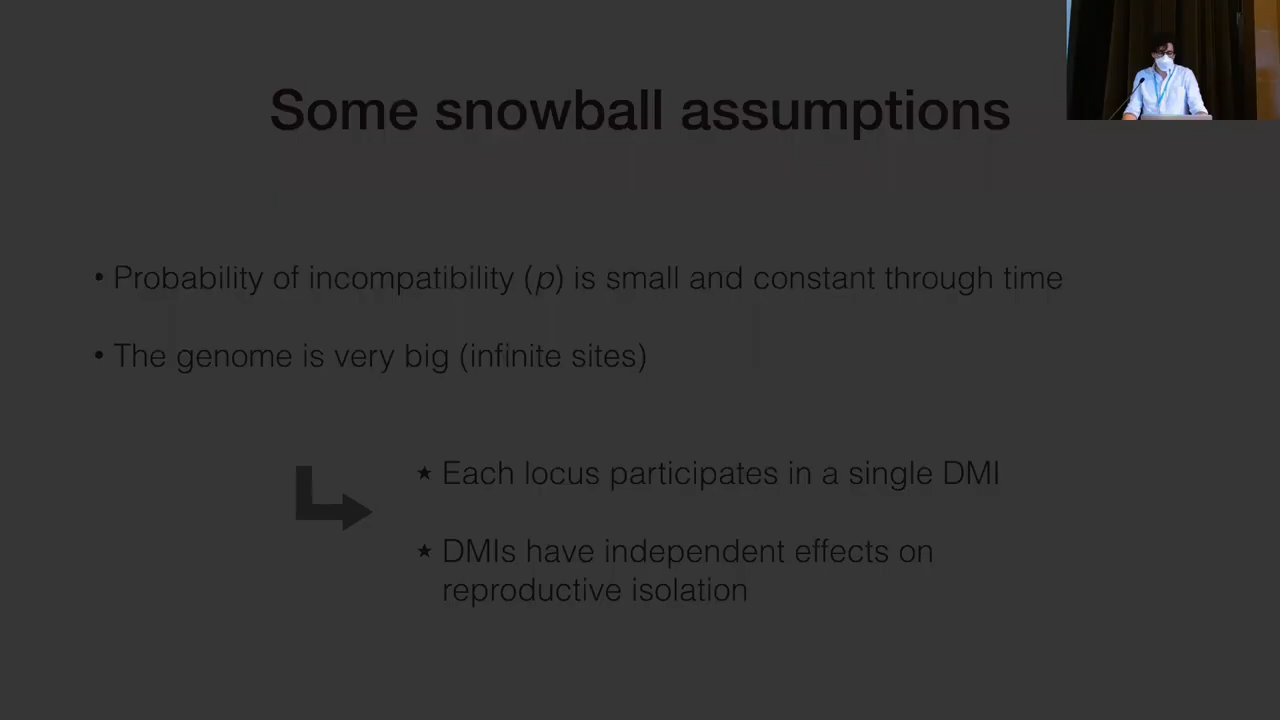 Some snowball assumptions
• Probability of incompatibility (p) is small and constant through time
• The genome is very big (infinite sites)
★ Each locus participates in a single DMI
★ DMIs have independent effects on
reproductive isolation